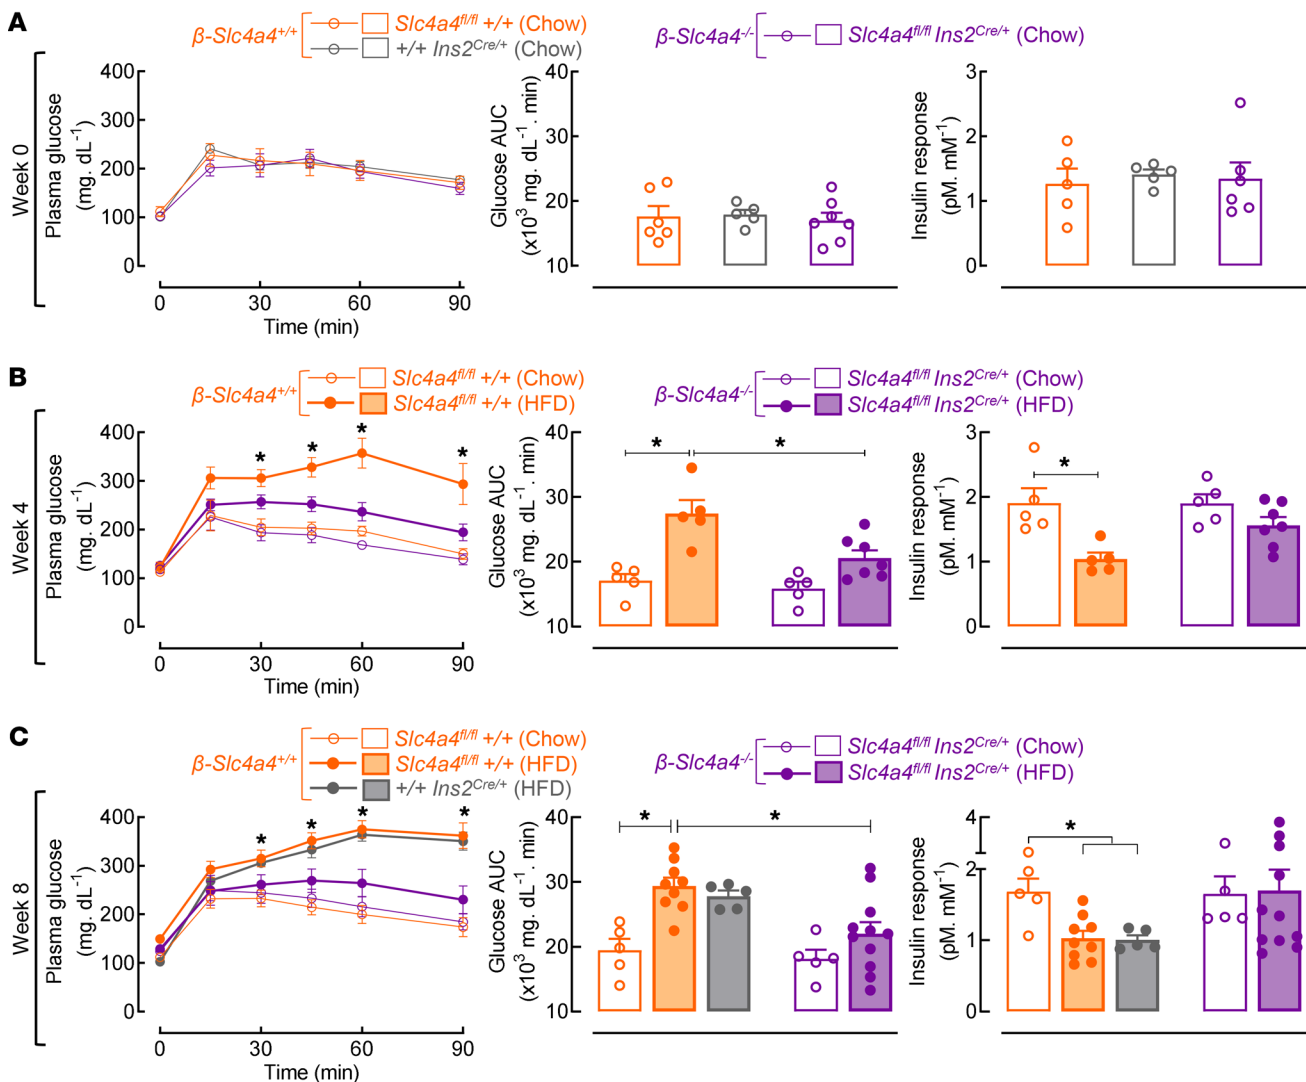 A
β-Slc4a4+/+
Slc4a4fl/fl +/+ (Chow)
+/+ Ins2Cre/+ (Chow)
β-Slc4a4-/-
Slc4a4fl/fl Ins2Cre/+ (Chow)
Week 0
Plasma glucose
(mg. dL-1)
400
300
200
100
0
0 30 60 90
Time (min)
Glucose AUC
(x103 mg. dL-1. min)
40
30
20
10
Insulin response
(pM. mM-1)
3
2
1
0
B
β-Slc4a4+/+
Slc4a4fl/fl +/+ (Chow)
Slc4a4fl/fl +/+ (HFD)
β-Slc4a4-/-
Slc4a4fl/fl Ins2Cre/+ (Chow)
Slc4a4fl/fl Ins2Cre/+ (HFD)
Week 4
Plasma glucose
(mg. dL-1)
400
300
200
100
0
* * * *
0 30 60 90
Time (min)
Glucose AUC
(x103 mg. dL-1. min)
40
30
20
10
* *
Insulin response
(pM. mM-1)
3
2
1
0
*
C
β-Slc4a4+/+
Slc4a4fl/fl +/+ (Chow)
Slc4a4fl/fl +/+ (HFD)
+/+ Ins2Cre/+ (HFD)
β-Slc4a4-/-
Slc4a4fl/fl Ins2Cre/+ (Chow)
Slc4a4fl/fl Ins2Cre/+ (HFD)
Week 8
Plasma glucose
(mg. dL-1)
400
300
200
100
0
* * * *
0 30 60 90
Time (min)
Glucose AUC
(x103 mg. dL-1. min)
40
30
20
10
* *
Insulin response
(pM. mM-1)
4
2
1
0
*